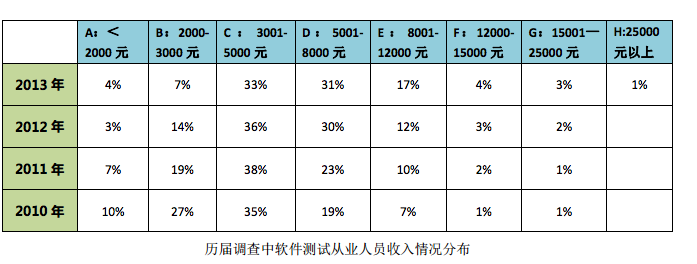 A：＜ B：2000- C ： 3001- D ： 5001- E ： 8001- F：12000- G：15001— H:25000
2000 元 3000 元 5000 元 8000 元 12000 元 15000 元 25000 元 元以上
2013 年 4% 7% 33% 31% 17% 4% 3% 1%
2012 年 3% 14% 36% 30% 12% 3% 2%
2011 年 7% 19% 38% 23% 10% 2% 1%
2010 年 10% 27% 35% 19% 7% 1% 1%
历届调查中软件测试从业人员收入情况分布